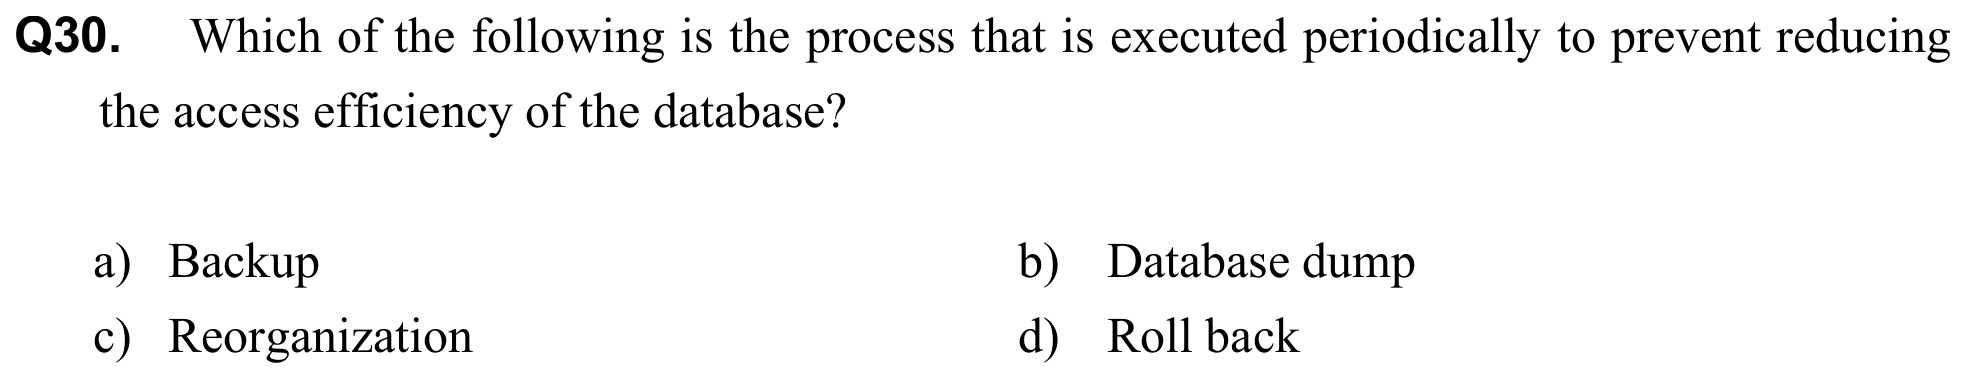 Q30. Which of the following is the process that is executed periodically to prevent reducing
the access efficiency of the database?
a) Backup b) Database dump
c) Reorganization d) Roll back